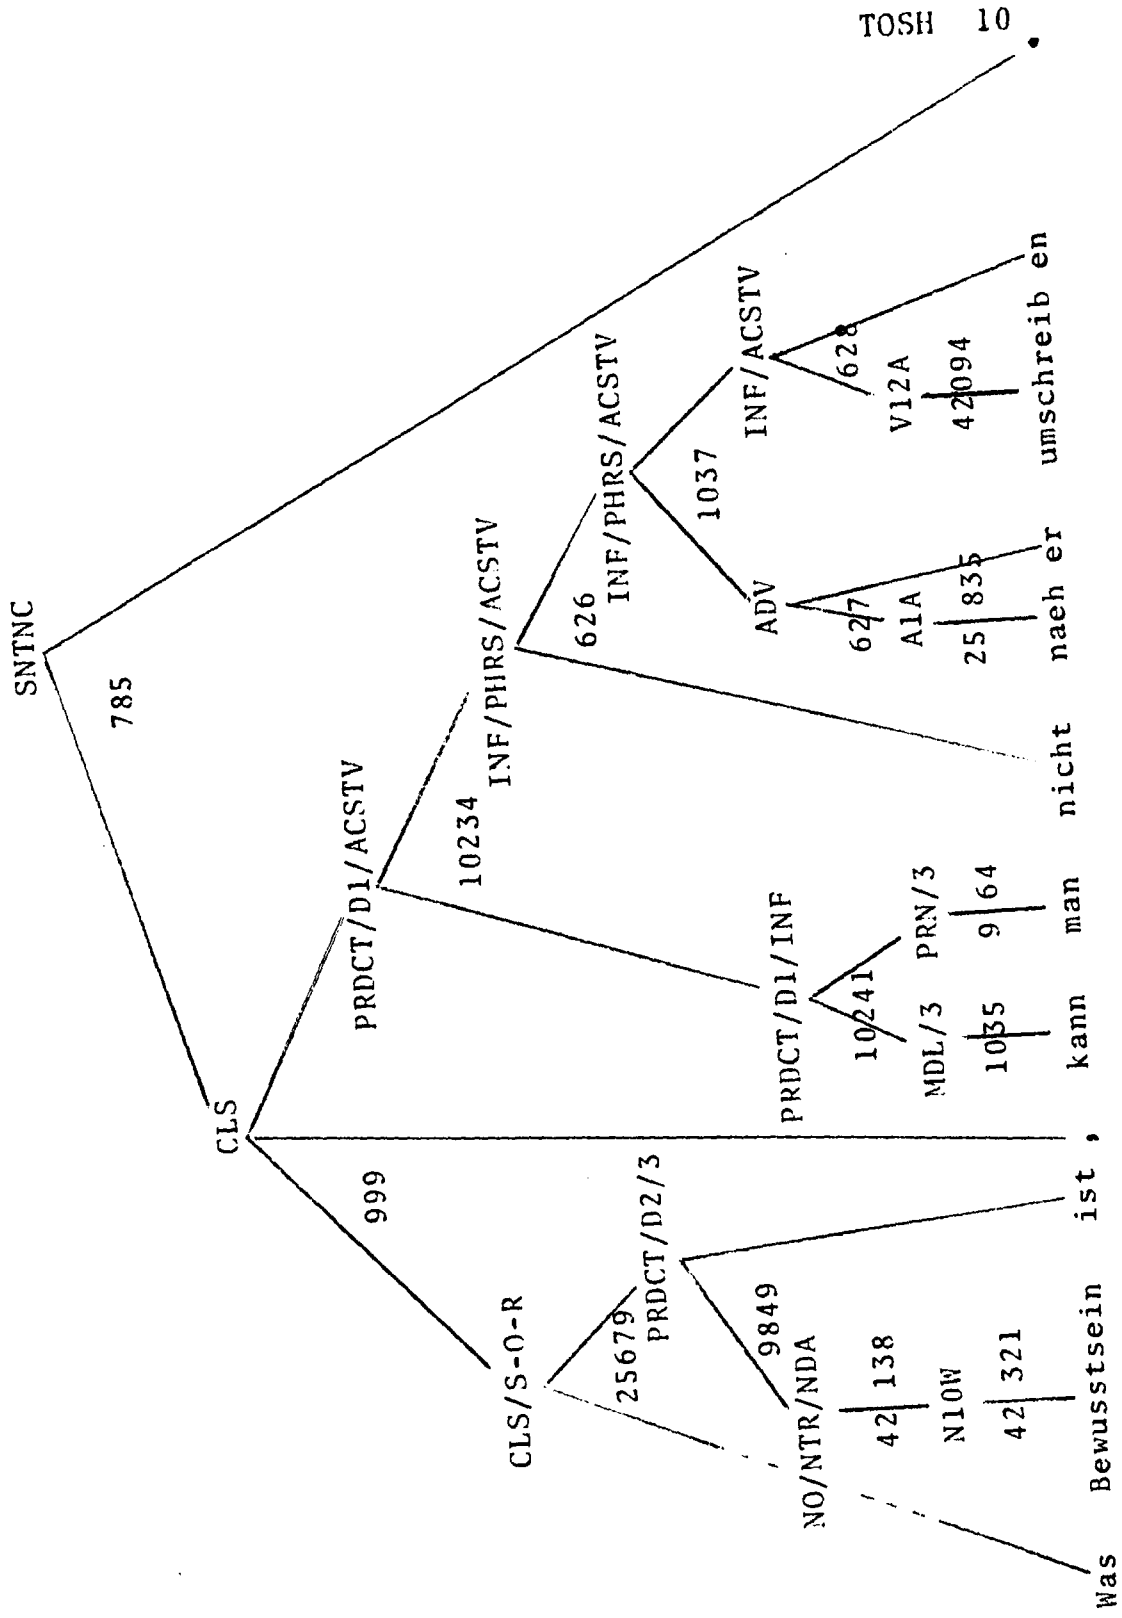 TOSH 10
SNTNC
785
CLS
999
PRDCT/D1/ACSTV
10234
CLS/S-O-R
INF/PHRS/ACSTV
626
INF/PHRS/ACSTV
25679
PRDCT/D2/3
1037
9849
PRDCT/D1/INF
ADV
INF/ACSTV
NO/NTR/NDA
10241
627
628
42 138
MDL/3
PRN/3
A1A
V12A
N10W
1035
9 64
25 835
42094
42 321
Was Bewusstsein ist , kann man nicht naeh er umschreib en .